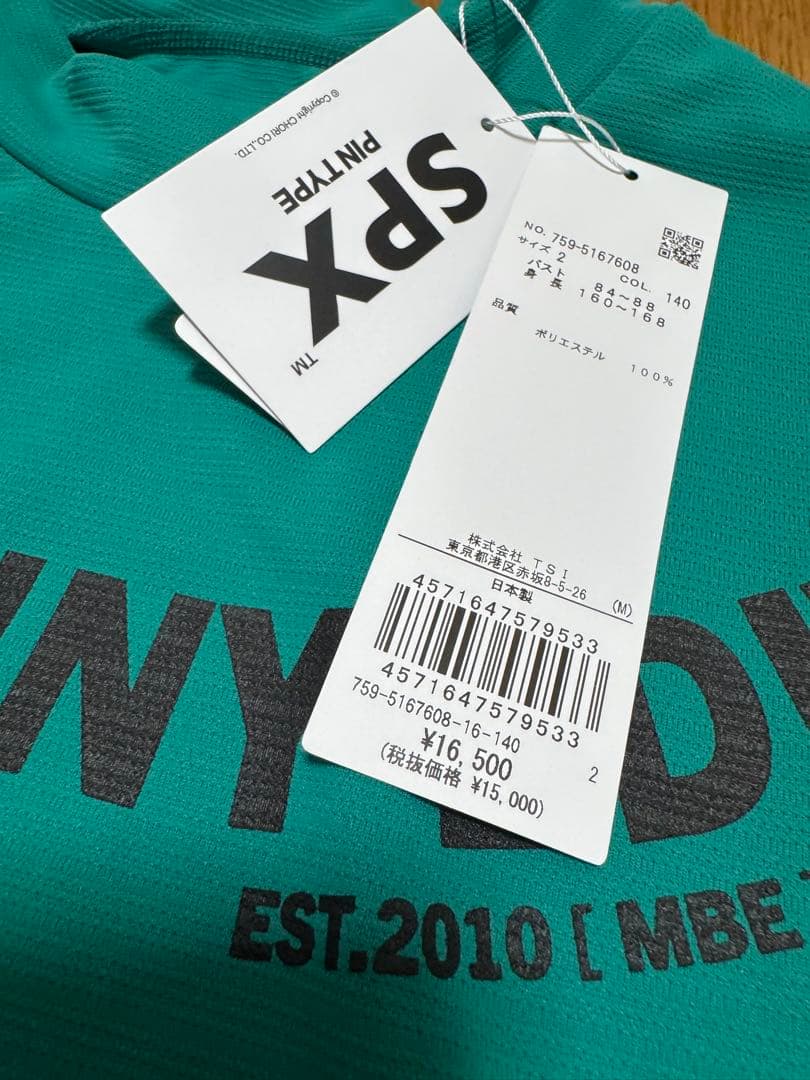 © Copyright CHORI CO.,LTD.
SPX
PIN TYPE
TM
NO. 759-5167608
サイズ 2
COL. 140
バスト 84～88
身長 160～168
品質
ポリエステル 100%
株式会社 TSI
東京都港区赤坂8-5-26 (M)
日本製
4571647579533
4571647579533
759-5167608-16-140
¥16,500
(税抜価格 ¥15,000)
2
NY
EST.2010 [ MBE